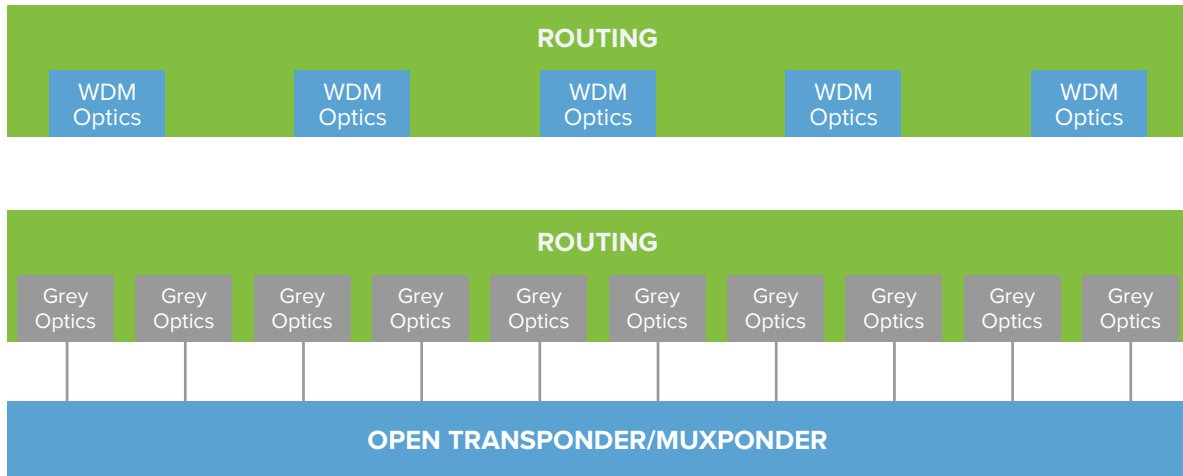 ROUTING
WDM WDM WDM WDM WDM
Optics Optics Optics Optics Optics
ROUTING
Grey Grey Grey Grey Grey Grey Grey Grey Grey Grey
Optics Optics Optics Optics Optics Optics Optics Optics Optics Optics
OPEN TRANSPONDER/MUXPONDER